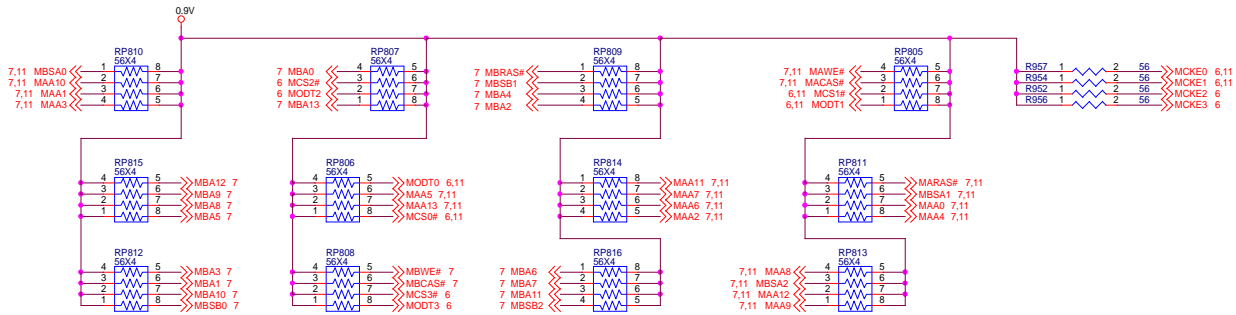 0.9V
RP810
56X4
7,11 MBSA0 1 8
7,11 MAA10 2 7
7,11 MAA1 3 6
7,11 MAA3 4 5
RP807
56X4
7 MBA0 4 5
6 MCS2# 3 6
6 MODT2 2 7
7 MBA13 1 8
RP809
56X4
7 MBRAS# 1 8
7 MBSB1 2 7
7 MBA4 3 6
7 MBA2 4 5
RP805
56X4
7,11 MAWE# 4 5
7,11 MACAS# 3 6
6,11 MCS1# 2 7
6,11 MODT1 1 8
R957 1 2 56 MCKE0 6,11
R954 1 2 56 MCKE1 6,11
R952 1 2 56 MCKE2 6
R956 1 2 56 MCKE3 6
RP815
56X4
4 5 MBA12 7
3 6 MBA9 7
2 7 MBA8 7
1 8 MBA5 7
RP806
56X4
4 5 MODT0 6,11
3 6 MAA5 7,11
2 7 MAA13 7,11
1 8 MCS0# 6,11
RP814
56X4
1 8 MAA11 7,11
2 7 MAA7 7,11
3 6 MAA6 7,11
4 5 MAA2 7,11
RP811
56X4
4 5 MARAS# 7,11
3 6 MBSA1 7,11
2 7 MAA0 7,11
1 8 MAA4 7,11
RP812
56X4
4 5 MBA3 7
3 6 MBA1 7
2 7 MBA10 7
1 8 MBSB0 7
RP808
56X4
4 5 MBWE# 7
3 6 MBCAS# 7
2 7 MCS3# 6
1 8 MODT3 6
RP816
56X4
7 MBA6 1 8
7 MBA7 2 7
7 MBA11 3 6
7 MBSB2 4 5
RP813
56X4
7,11 MAA8 4 5
7,11 MBSA2 3 6
7,11 MAA12 2 7
7,11 MAA9 1 8